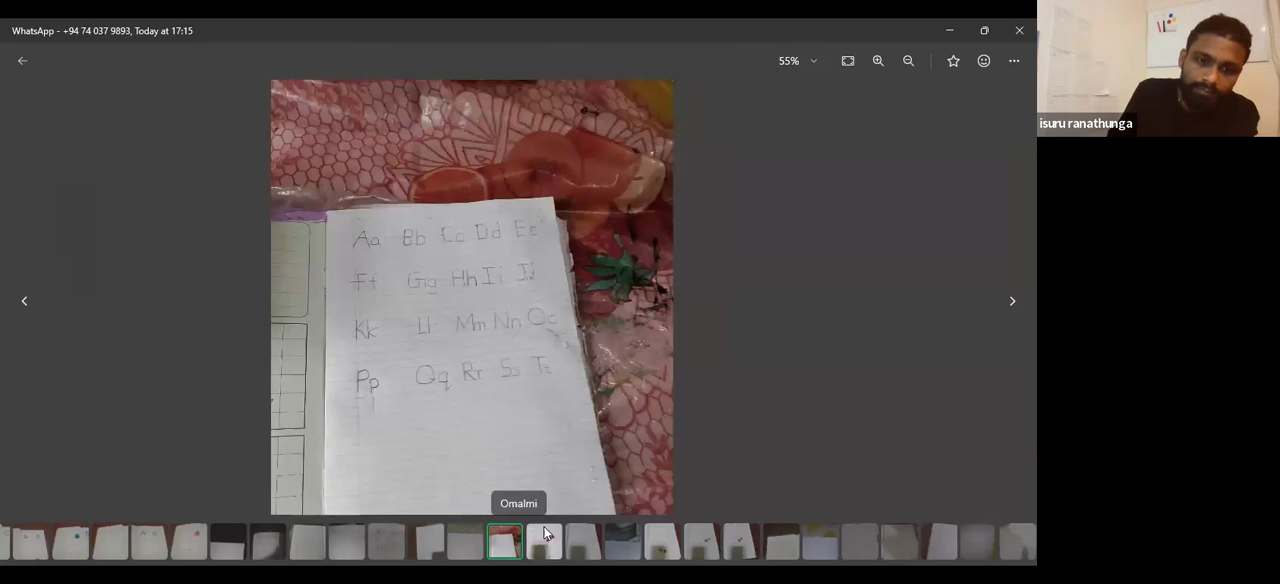 WhatsApp - +94 74 037 9893, Today at 17:15
55%
isuru ranathunga
Aa Bb Cc Dd Ee
Ff Gg Hh Ii Jj
Kk Ll Mm Nn Oo
Pp Qq Rr Ss Tt
Omalmi